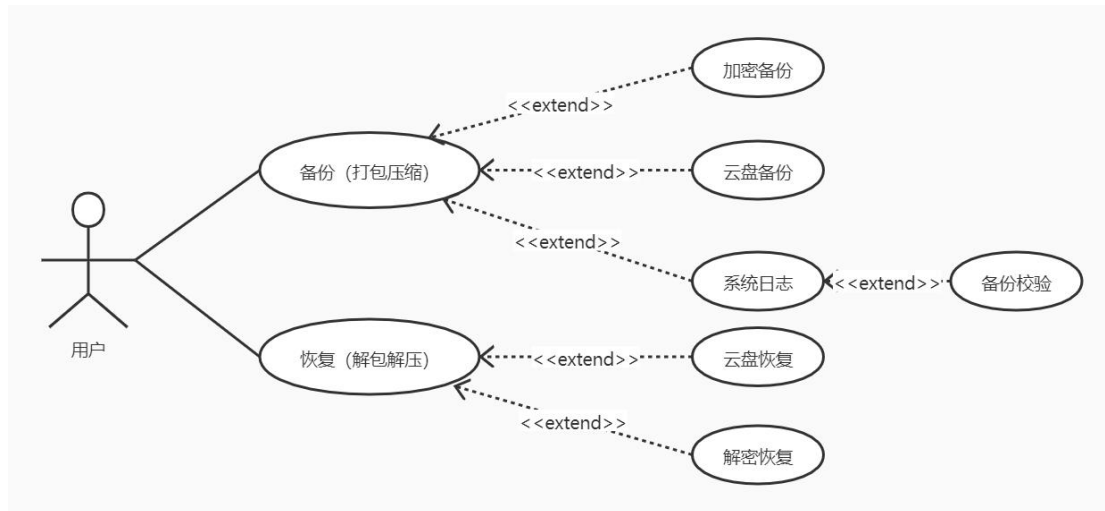 加密备份
<<extend>>
备份（打包压缩）
<<extend>>
云盘备份
<<extend>>
系统日志
<<extend>>
备份校验
用户
恢复（解包解压）
<<extend>>
云盘恢复
<<extend>>
解密恢复